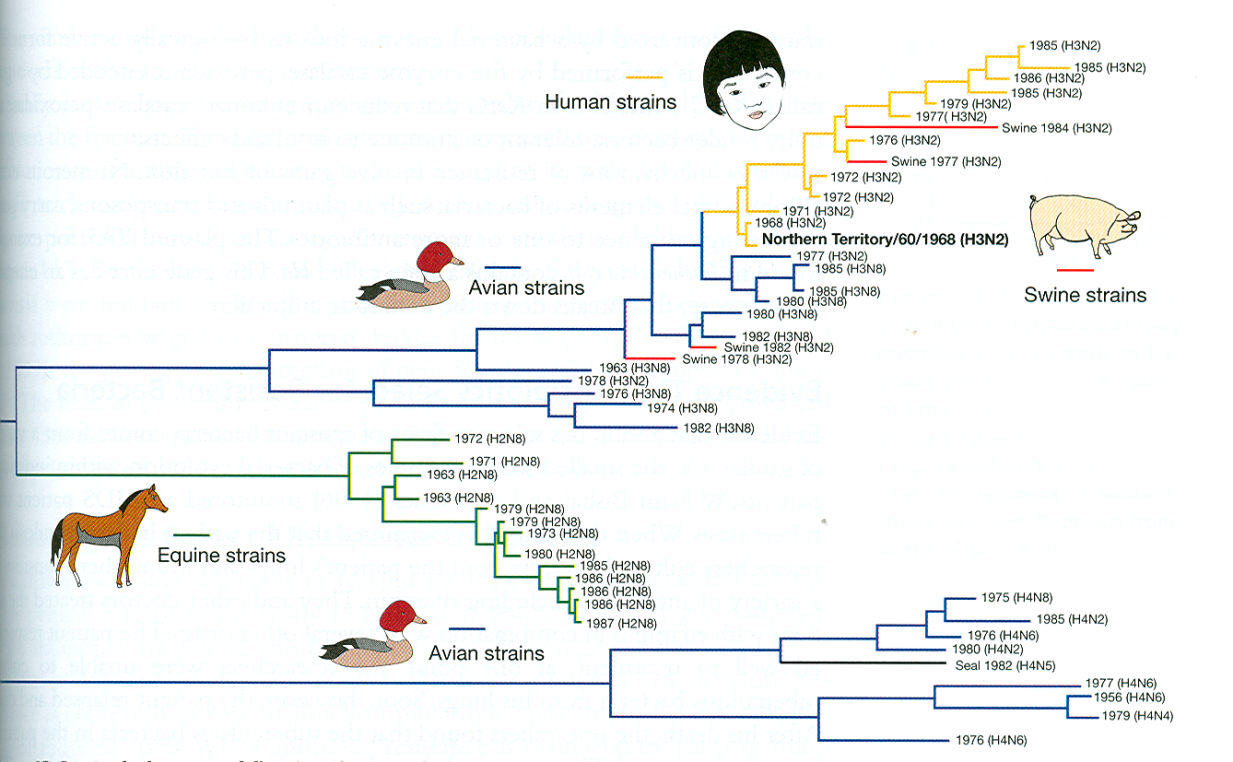 Human strains
1985 (H3N2)
1985 (H3N2)
1986 (H3N2)
1985 (H3N2)
1979 (H3N2)
1977( H3N2)
Swine 1984 (H3N2)
1976 (H3N2)
Swine 1977 (H3N2)
1972 (H3N2)
1972 (H3N2)
1971 (H3N2)
1968 (H3N2)
Northern Territory/60/1968 (H3N2)
1977 (H3N2)
1985 (H3N8)
1985 (H3N8)
1980 (H3N8)
1980 (H3N8)
1982 (H3N8)
Swine 1982 (H3N2)
Swine 1978 (H3N2)
1963 (H3N8)
1978 (H3N2)
1976 (H3N8)
1974 (H3N8)
1982 (H3N8)
Swine strains
Avian strains
1972 (H2N8)
1971 (H2N8)
1963 (H2N8)
1963 (H2N8)
1979 (H2N8)
1979 (H2N8)
1973 (H2N8)
1980 (H2N8)
1985 (H2N8)
1986 (H2N8)
1986 (H2N8)
1986 (H2N8)
1987 (H2N8)
Equine strains
Avian strains
1975 (H4N8)
1985 (H4N2)
1976 (H4N6)
1980 (H4N2)
Seal 1982 (H4N5)
1977 (H4N6)
1956 (H4N6)
1979 (H4N4)
1976 (H4N6)